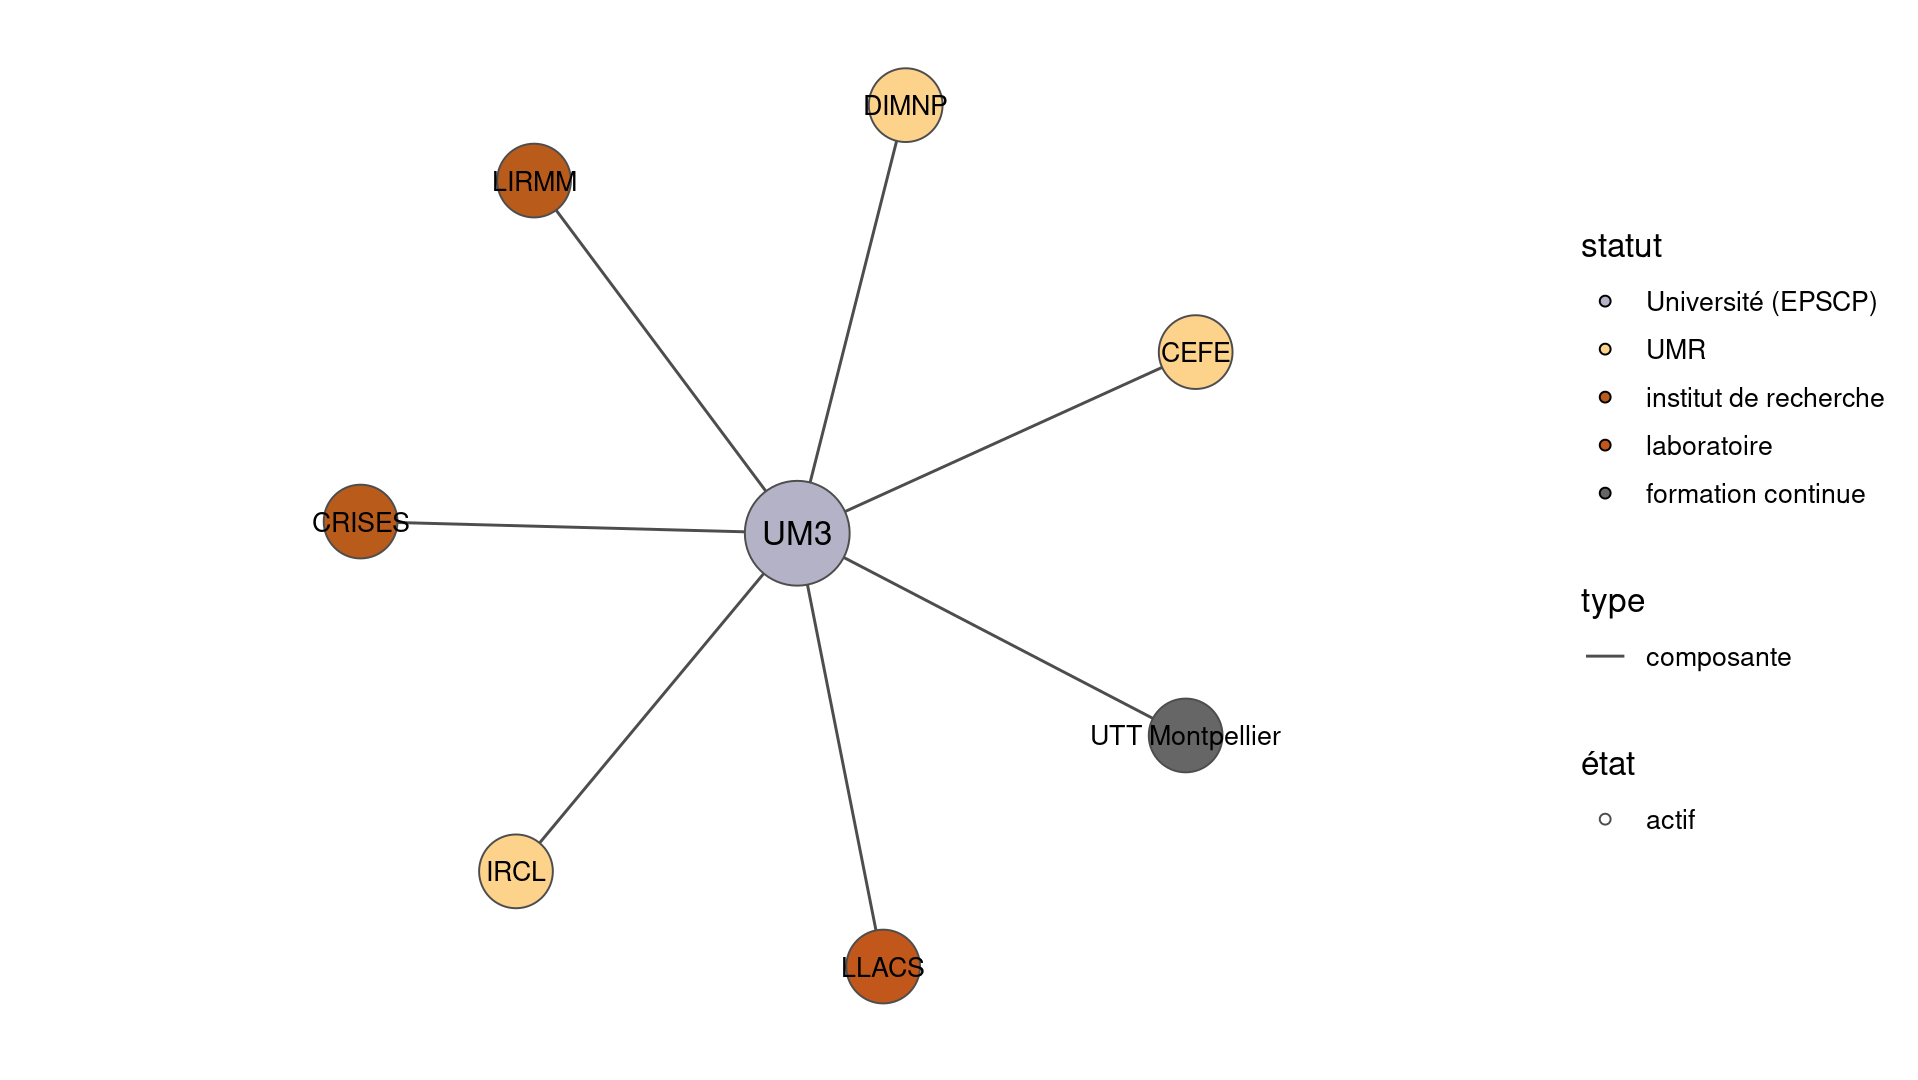 DIMNP
LIRMM
CEFE
CRISES
UM3
UTT Montpellier
IRCL
LLACS
statut
Université (EPSCP)
UMR
institut de recherche
laboratoire
formation continue
type
composante
état
actif